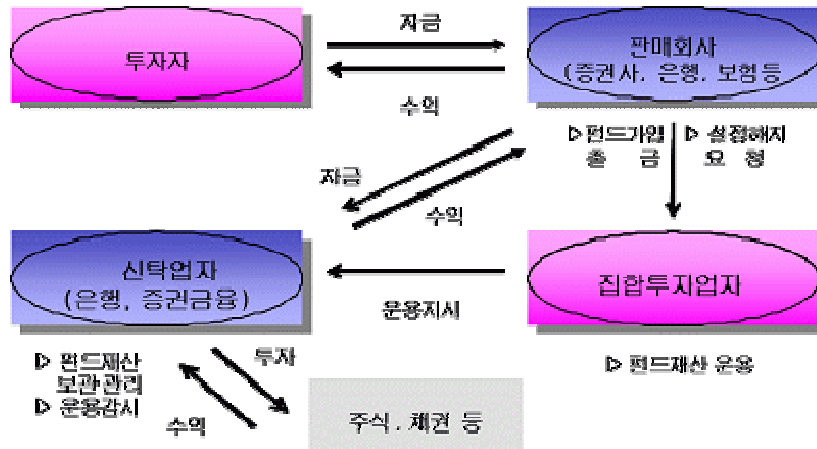 자금
투자자
판매회사
(증권사, 은행, 보험등
수익
▷펀드가입
출 금
▷ 설정해지
요 청
자금
수익
신탁업자
(은행, 증권금융)
집합투자업자
운용지시
▷ 펀드재산
보관관리
▷ 운용감시
투자
수익
▷ 펀드재산 운용
주식.채권 등